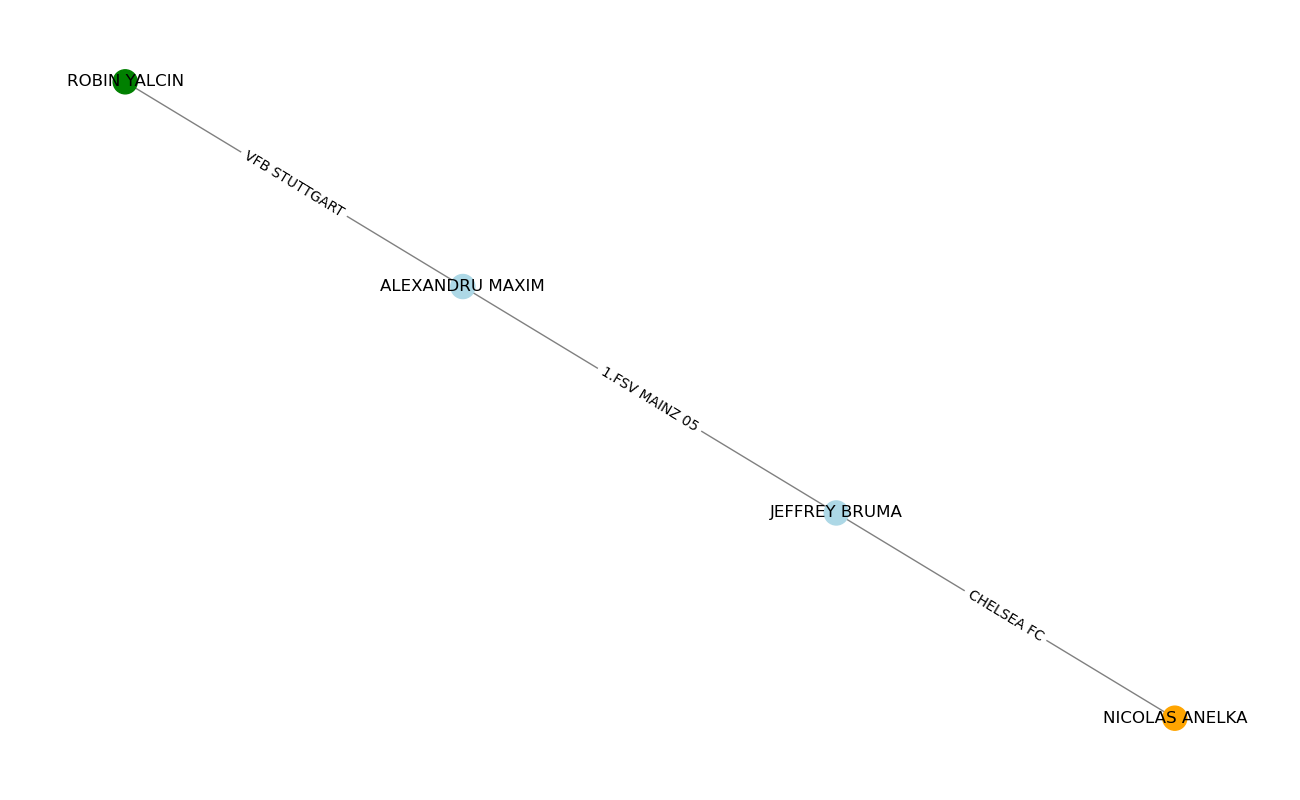 ROBIN YALCIN
VFB STUTTGART
ALEXANDRU MAXIM
1.FSV MAINZ 05
JEFFREY BRUMA
CHELSEA FC
NICOLAS ANELKA